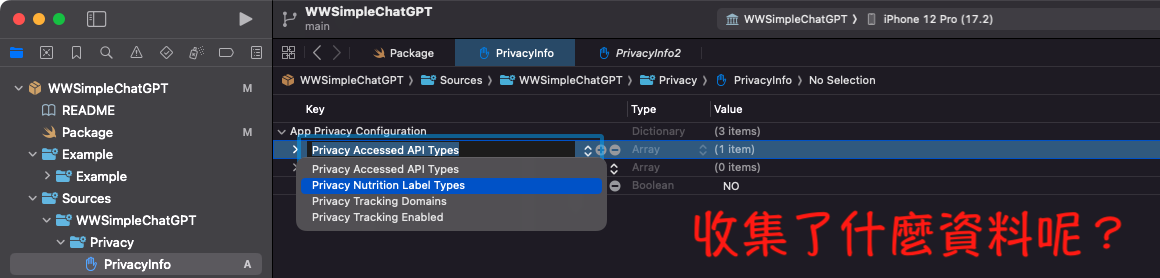 WWSimpleChatGPT
main
WWSimpleChatGPT 〉 iPhone 12 Pro (17.2)
Package
PrivacyInfo
PrivacyInfo2
WWSimpleChatGPT 〉 Sources 〉 WWSimpleChatGPT 〉 Privacy 〉 PrivacyInfo 〉 No Selection
WWSimpleChatGPT M
README
Package M
Example
Example
Sources
WWSimpleChatGPT
Privacy
PrivacyInfo A
Key Type Value
App Privacy Configuration Dictionary (3 items)
Privacy Accessed API Types Array (1 item)
Array (0 items)
Boolean NO
Privacy Accessed API Types
Privacy Nutrition Label Types
Privacy Tracking Domains
Privacy Tracking Enabled
收集了什麼資料呢？